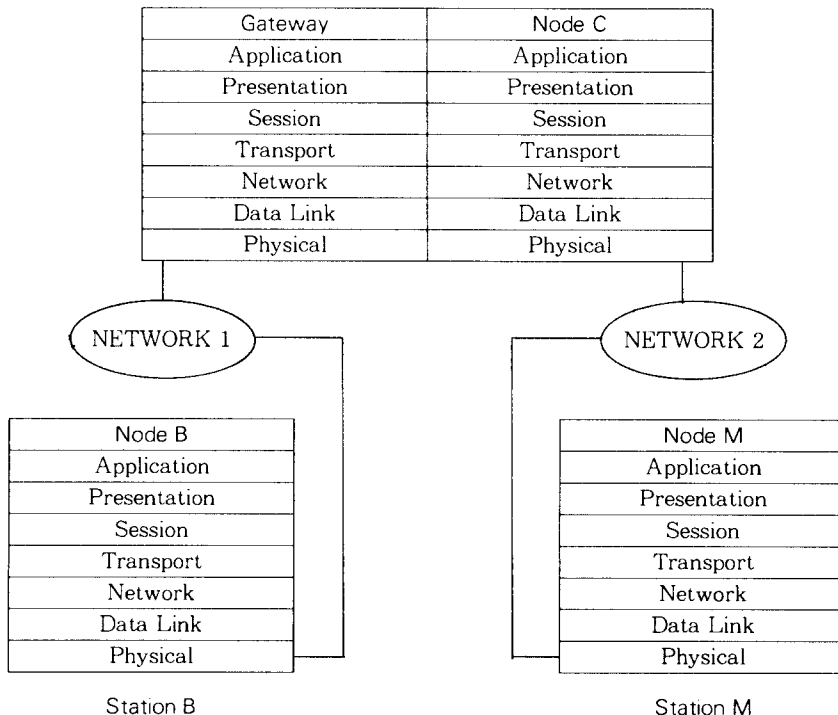 Gateway Node C
Application Application
Presentation Presentation
Session Session
Transport Transport
Network Network
Data Link Data Link
Physical Physical
NETWORK 1 NETWORK 2
Node B
Application
Presentation
Session
Transport
Network
Data Link
Physical
Station B
Node M
Application
Presentation
Session
Transport
Network
Data Link
Physical
Station M